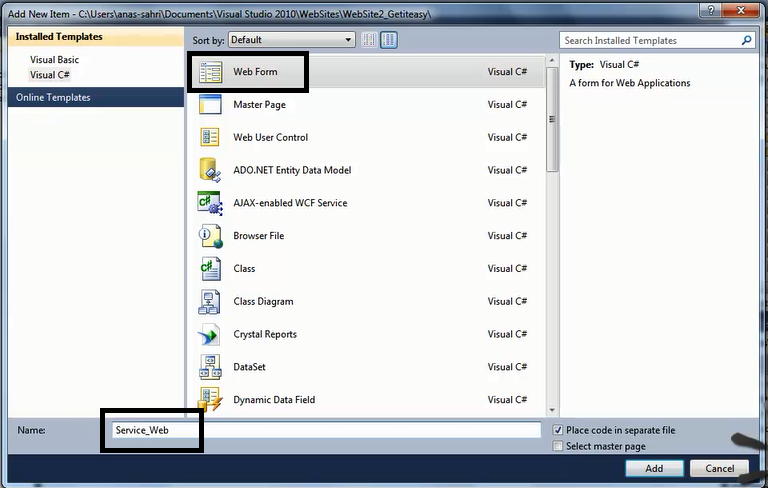 Add New Item - C:\Users\anas-sahri\Documents\Visual Studio 2010\WebSites\WebSite2_Getiteasy\
Installed Templates
Visual Basic
Visual C#
Online Templates
Sort by: Default
Search Installed Templates
Web Form Visual C#
Master Page Visual C#
Web User Control Visual C#
ADO.NET Entity Data Model Visual C#
AJAX-enabled WCF Service Visual C#
Browser File Visual C#
Class Visual C#
Class Diagram Visual C#
Crystal Reports Visual C#
DataSet Visual C#
Dynamic Data Field Visual C#
Type: Visual C#
A form for Web Applications
Name: Service_Web
Place code in separate file
Select master page
Add Cancel